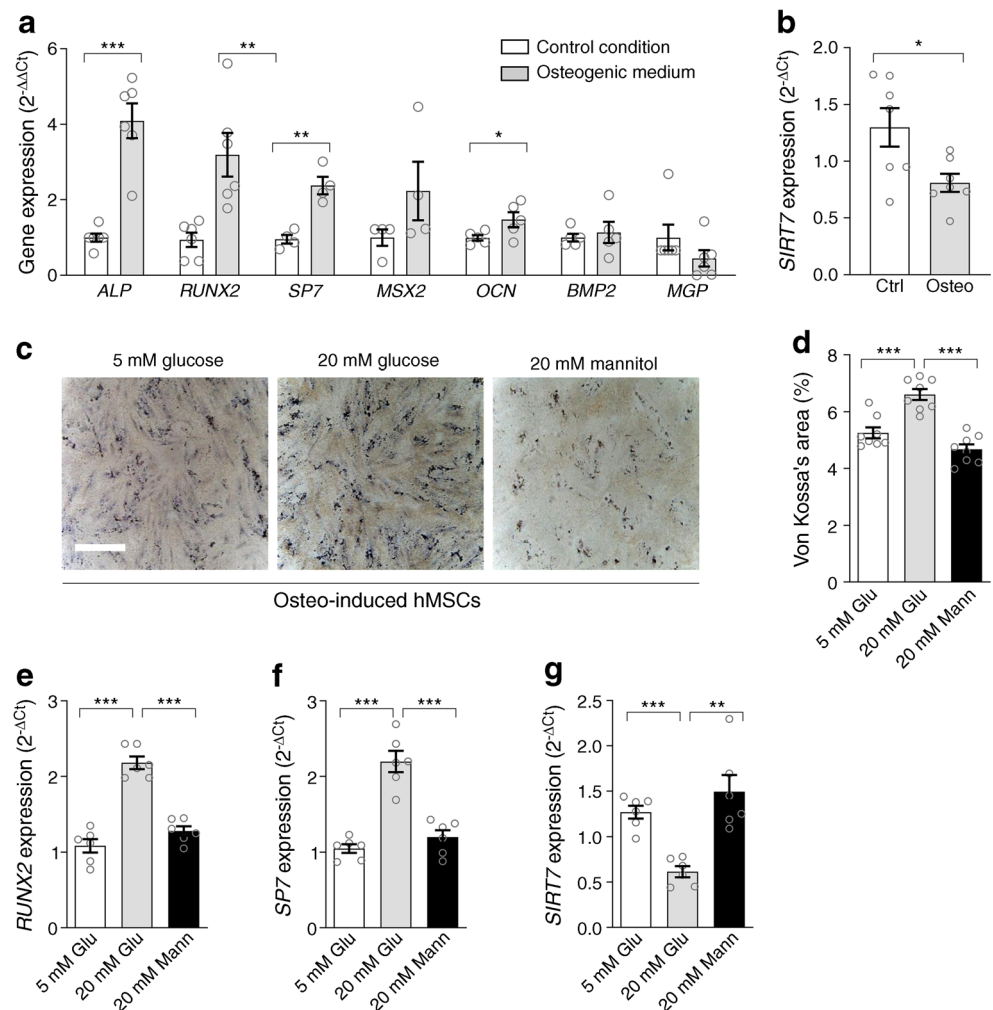 a
Gene expression (2-ΔΔCt)
6
4
2
0
***
**
**
*
Control condition
Osteogenic medium
ALP RUNX2 SP7 MSX2 OCN BMP2 MGP
b
SIRT7 expression (2-ΔCt)
2.0
1.5
1.0
0.5
0.0
*
Ctrl Osteo
c
5 mM glucose 20 mM glucose 20 mM mannitol
Osteo-induced hMSCs
d
Von Kossa's area (%)
8
6
4
2
0
*** ***
5 mM Glu
20 mM Glu
20 mM Mann
e
RUNX2 expression (2-ΔCt)
3
2
1
0
*** ***
5 mM Glu
20 mM Glu
20 mM Mann
f
SP7 expression (2-ΔCt)
3
2
1
0
*** ***
5 mM Glu
20 mM Glu
20 mM Mann
g
SIRT7 expression (2-ΔCt)
2.5
2.0
1.5
1.0
0.5
0.0
*** **
5 mM Glu
20 mM Glu
20 mM Mann